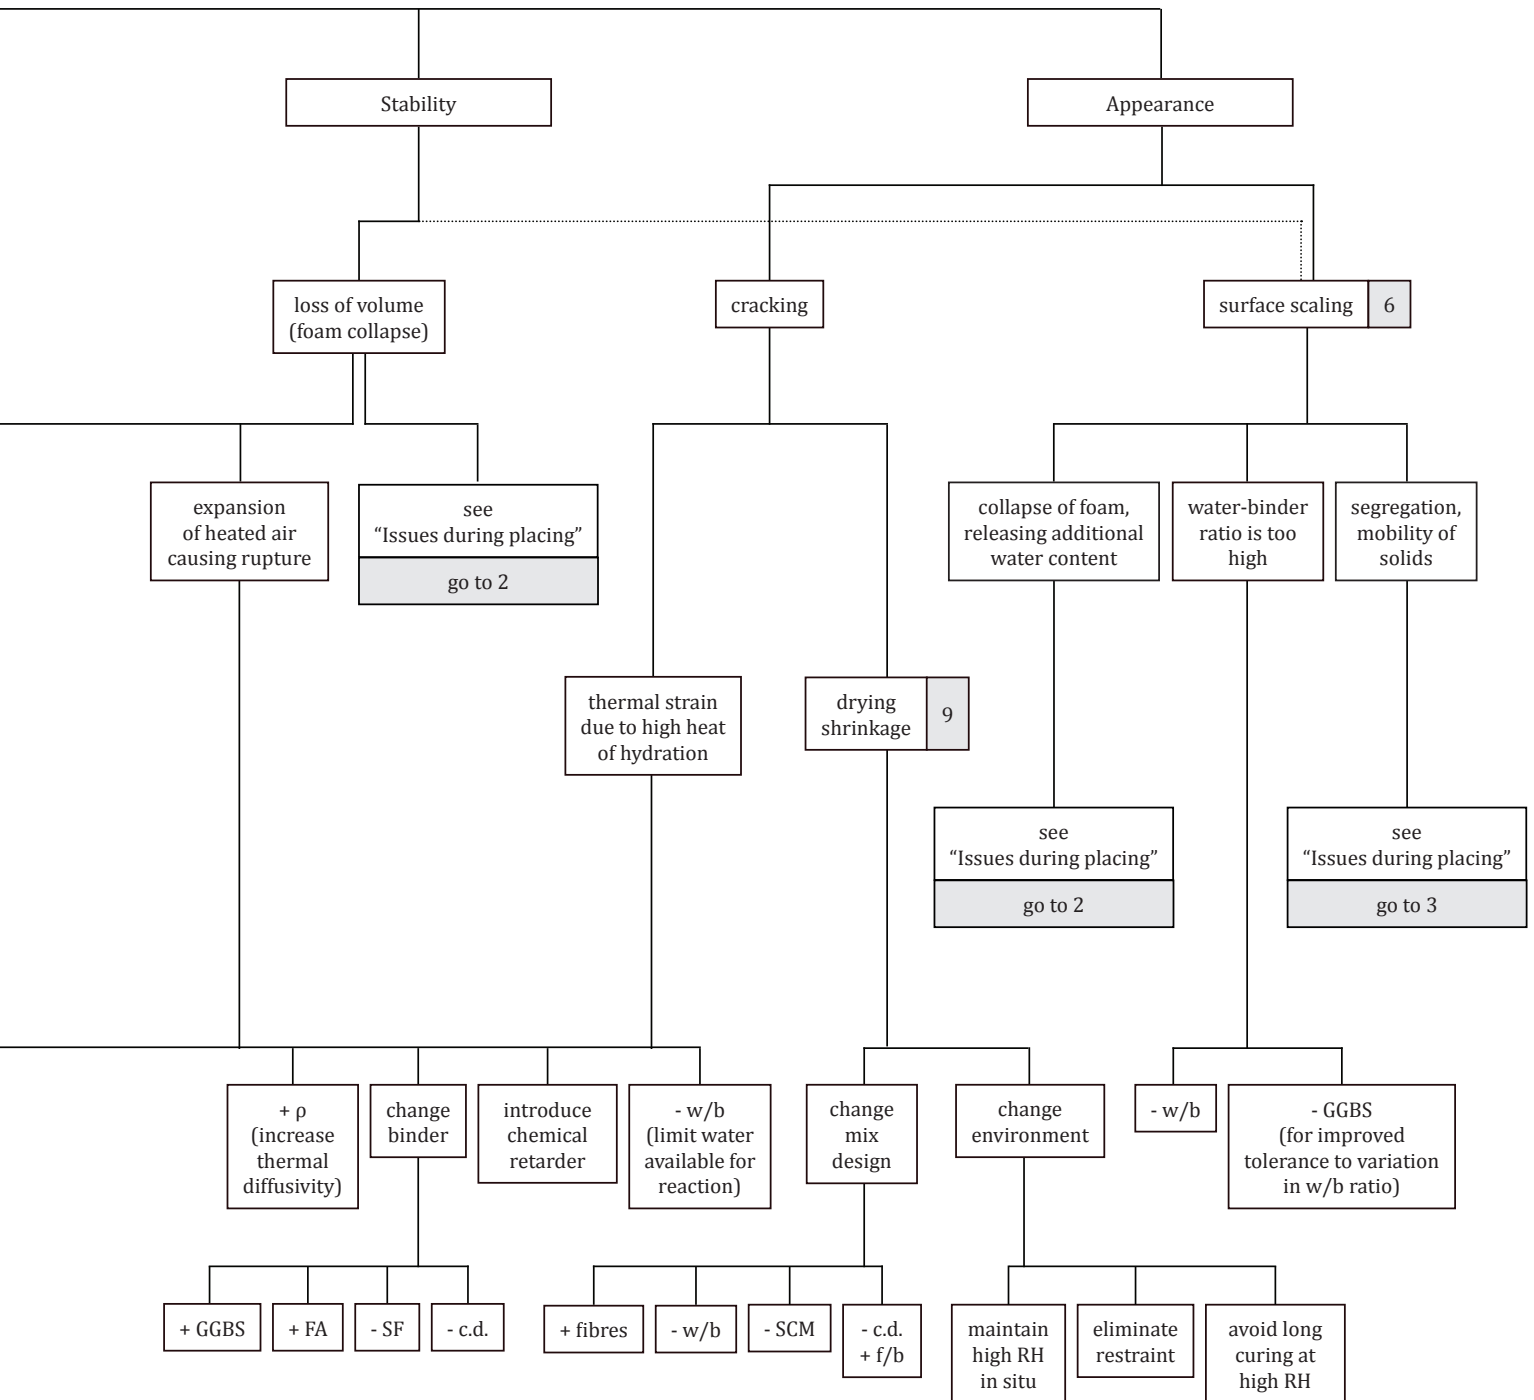 Stability
Appearance
loss of volume
(foam collapse)
cracking
surface scaling
6
expansion
of heated air
causing rupture
see
“Issues during placing”
go to 2
collapse of foam,
releasing additional
water content
water-binder
ratio is too
high
segregation,
mobility of
solids
thermal strain
due to high heat
of hydration
drying
shrinkage
9
see
“Issues during placing”
go to 2
see
“Issues during placing”
go to 3
+ ρ
(increase
thermal
diffusivity)
change
binder
introduce
chemical
retarder
- w/b
(limit water
available for
reaction)
change
mix
design
change
environment
- w/b
- GGBS
(for improved
tolerance to variation
in w/b ratio)
+ GGBS
+ FA
- SF
- c.d.
+ fibres
- w/b
- SCM
- c.d.
+ f/b
maintain
high RH
in situ
eliminate
restraint
avoid long
curing at
high RH